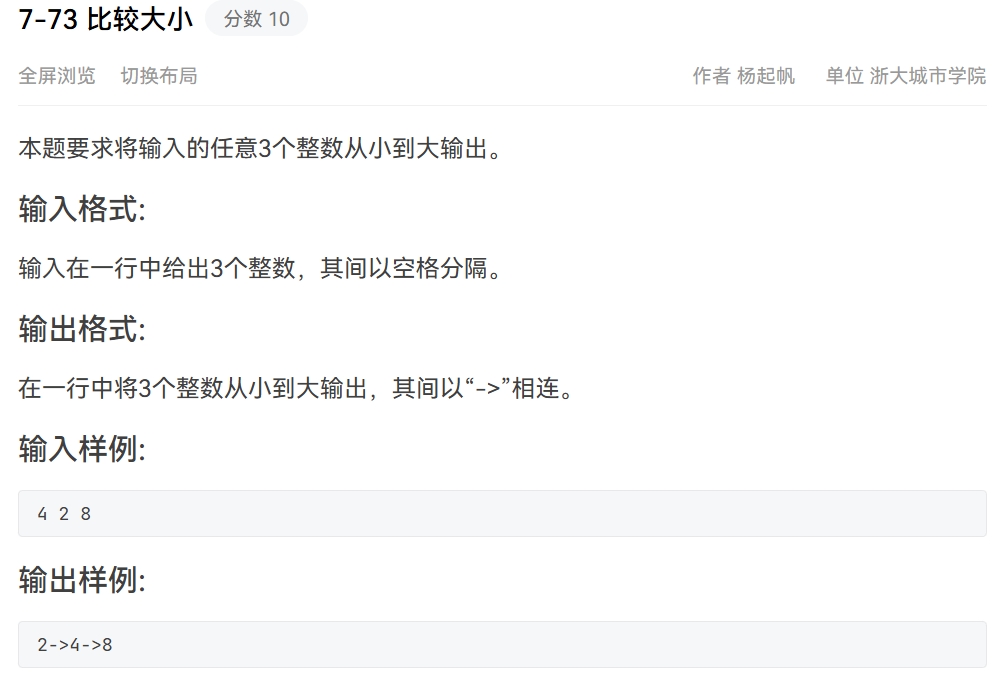 7-73 比较大小 分数 10
全屏浏览 切换布局 作者 杨起帆 单位 浙大城市学院
本题要求将输入的任意3个整数从小到大输出。
输入格式:
输入在一行中给出3个整数，其间以空格分隔。
输出格式:
在一行中将3个整数从小到大输出，其间以“->”相连。
输入样例:
4 2 8
输出样例:
2->4->8